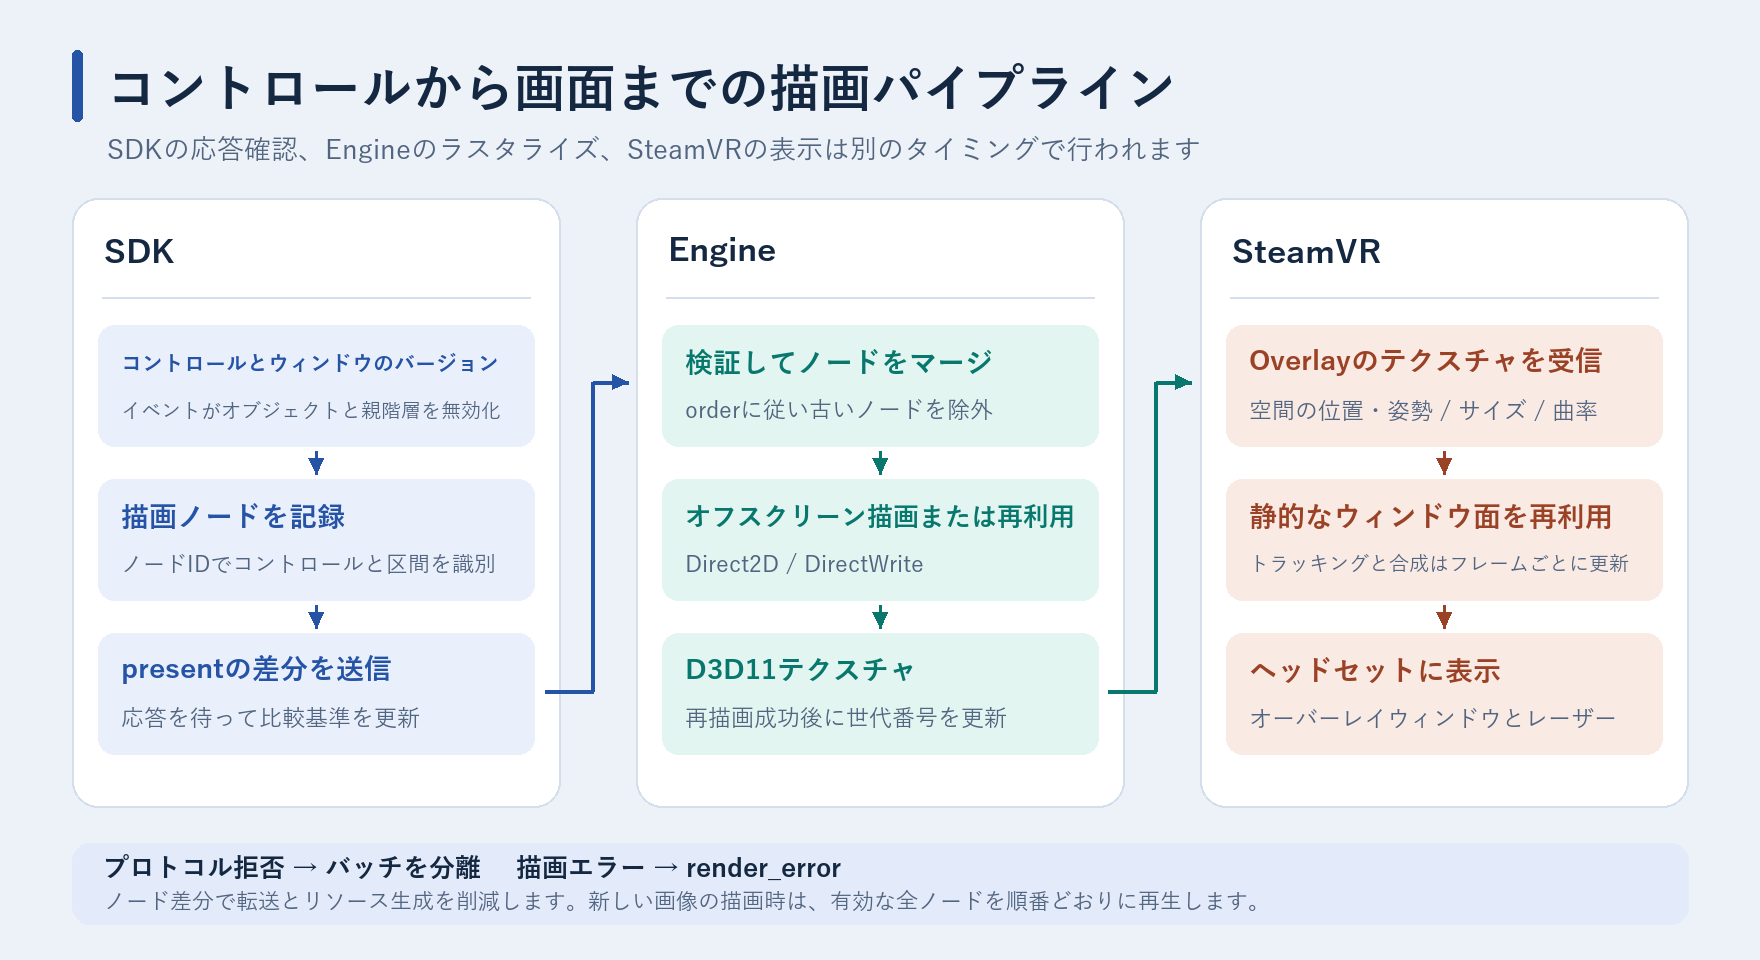 コントロールから画面までの描画パイプライン
SDKの応答確認、Engineのラスタライズ、SteamVRの表示は別のタイミングで行われます
SDK
コントロールとウィンドウのバージョン
イベントがオブジェクトと親階層を無効化
描画ノードを記録
ノードIDでコントロールと区間を識別
presentの差分を送信
応答を待って比較基準を更新
Engine
検証してノードをマージ
orderに従い古いノードを除外
オフスクリーン描画または再利用
Direct2D / DirectWrite
D3D11テクスチャ
再描画成功後に世代番号を更新
SteamVR
Overlayのテクスチャを受信
空間の位置・姿勢 / サイズ / 曲率
静的なウィンドウ面を再利用
トラッキングと合成はフレームごとに更新
ヘッドセットに表示
オーバーレイウィンドウとレーザー
プロトコル拒否 → バッチを分離 描画エラー → render_error
ノード差分で転送とリソース生成を削減します。新しい画像の描画時は、有効な全ノードを順番どおりに再生します。